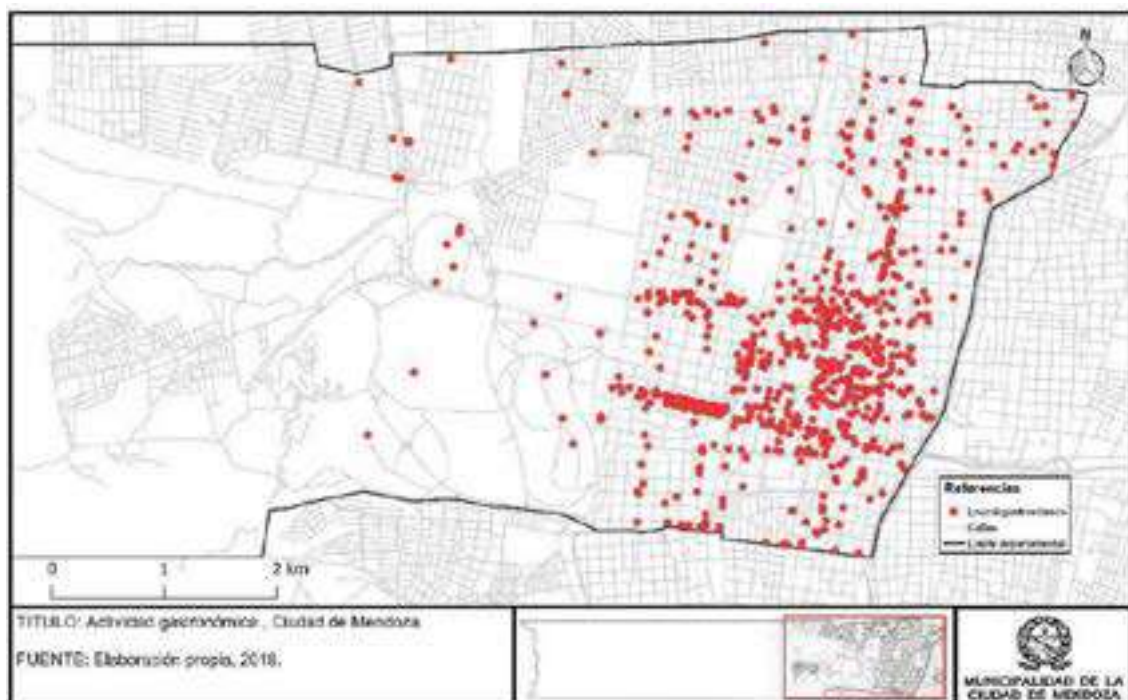 N
Referencias
Calles
Límite departamental
0 1 2 km
TITULO: Actividad gastronómica , Ciudad de Mendoza
FUENTE: Elaboración propia, 2018.
MUNICIPALIDAD DE LA
CIUDAD DE MENDOZA